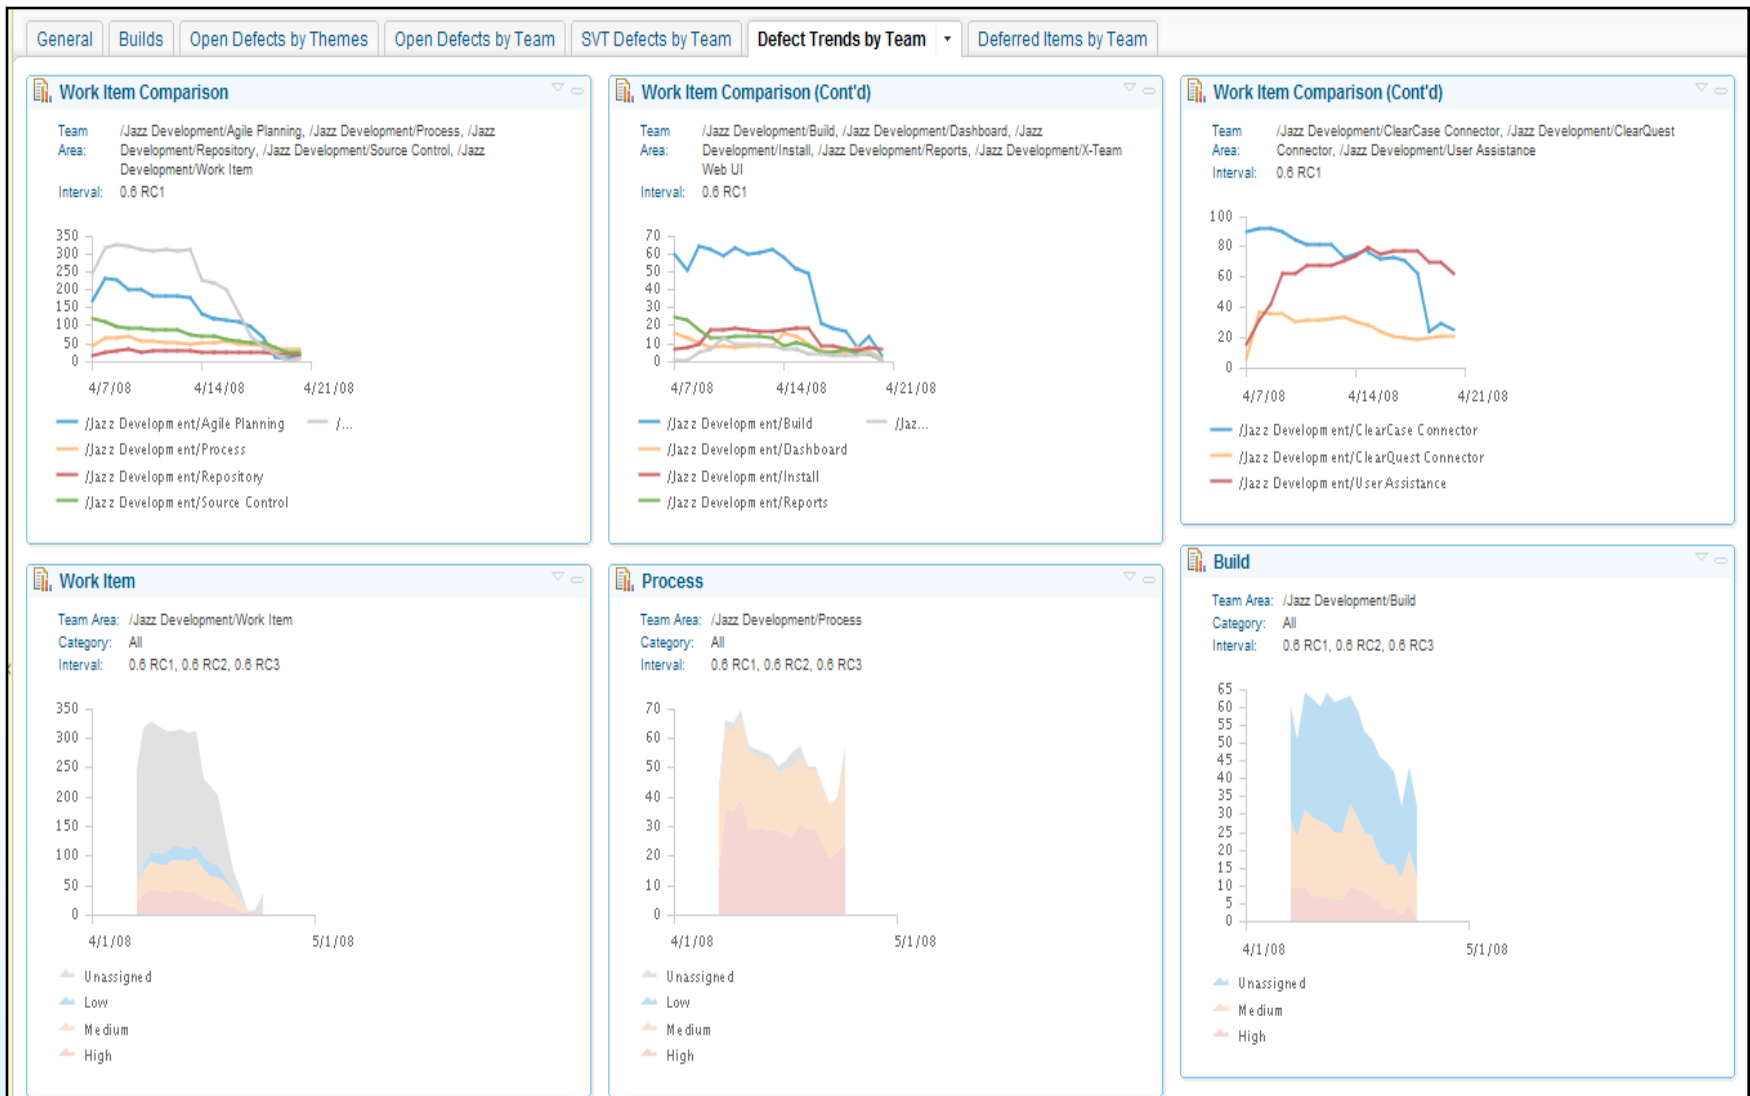 General Builds Open Defects by Themes Open Defects by Team SVT Defects by Team Defect Trends by Team Deferred Items by Team
Work Item Comparison
Team Area: /Jazz Development/Agile Planning, /Jazz Development/Process, /Jazz
Development/Repository, /Jazz Development/Source Control, /Jazz
Development/Work Item
Interval: 0.6 RC1
350
300
250
200
150
100
50
0
4/7/08 4/14/08 4/21/08
/Jazz Development/Agile Planning /...
/Jazz Development/Process
/Jazz Development/Repository
/Jazz Development/Source Control
Work Item Comparison (Cont'd)
Team Area: /Jazz Development/Build, /Jazz Development/Dashboard, /Jazz
Development/Install, /Jazz Development/Reports, /Jazz Development/X-Team
Web UI
Interval: 0.6 RC1
70
60
50
40
30
20
10
0
4/7/08 4/14/08 4/21/08
/Jazz Development/Build /Jaz...
/Jazz Development/Dashboard
/Jazz Development/Install
/Jazz Development/Reports
Work Item Comparison (Cont'd)
Team Area: /Jazz Development/ClearCase Connector, /Jazz Development/ClearQuest
Connector, /Jazz Development/User Assistance
Interval: 0.6 RC1
100
80
60
40
20
0
4/7/08 4/14/08 4/21/08
/Jazz Development/ClearCase Connector
/Jazz Development/ClearQuest Connector
/Jazz Development/User Assistance
Work Item
Team Area: /Jazz Development/Work Item
Category: All
Interval: 0.6 RC1, 0.6 RC2, 0.6 RC3
350
300
250
200
150
100
50
0
4/1/08 5/1/08
Unassigned
Low
Medium
High
Process
Team Area: /Jazz Development/Process
Category: All
Interval: 0.6 RC1, 0.6 RC2, 0.6 RC3
70
60
50
40
30
20
10
0
4/1/08 5/1/08
Unassigned
Low
Medium
High
Build
Team Area: /Jazz Development/Build
Category: All
Interval: 0.6 RC1, 0.6 RC2, 0.6 RC3
65
60
55
50
45
40
35
30
25
20
15
10
5
0
4/1/08 5/1/08
Unassigned
Medium
High